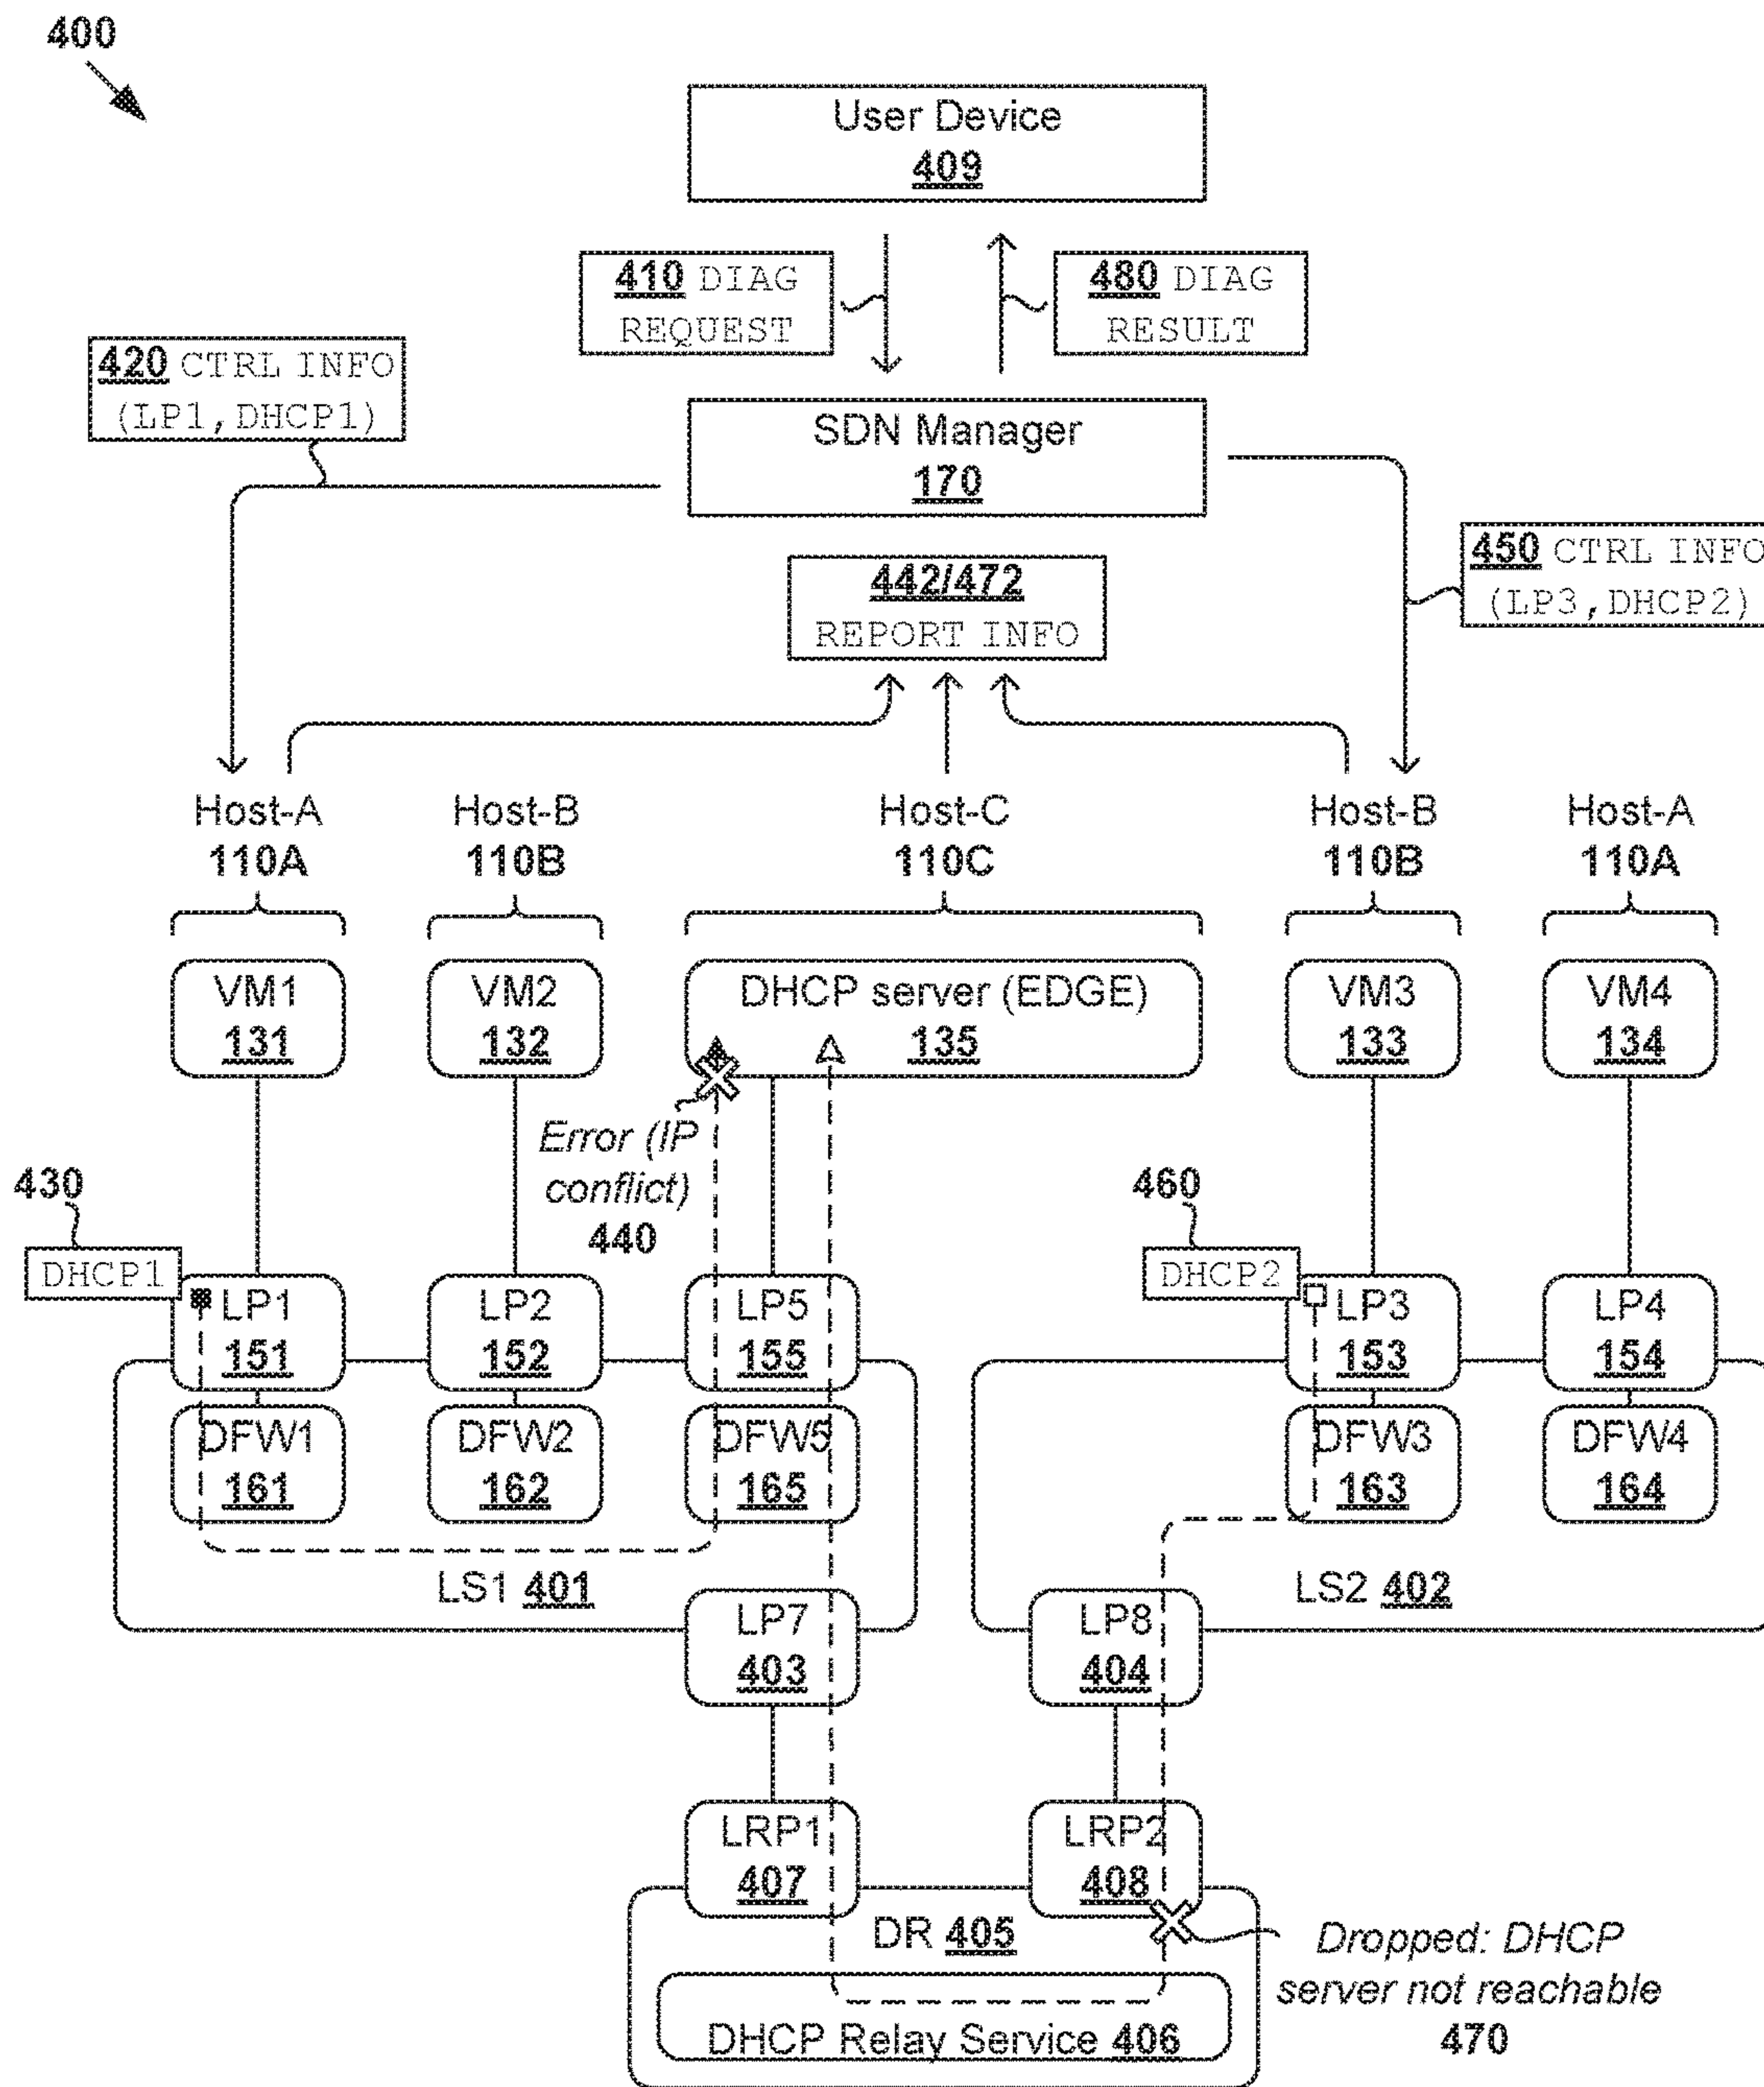 400
User Device
409
410 DIAG
REQUEST
480 DIAG
RESULT
420 CTRL INFO
(LP1, DHCP1)
SDN Manager
170
450 CTRL INFO
(LP3, DHCP2)
442/472
REPORT INFO
Host-A
110A
Host-B
110B
Host-C
110C
Host-B
110B
Host-A
110A
VM1
131
VM2
132
DHCP server (EDGE)
135
VM3
133
VM4
134
Error (IP
conflict)
440
430
DHCP1
460
DHCP2
LP1
151
LP2
152
LP5
155
LP3
153
LP4
154
DFW1
161
DFW2
162
DFW5
165
DFW3
163
DFW4
164
LS1 401
LS2 402
LP7
403
LP8
404
LRP1
407
LRP2
408
DR 405
DHCP Relay Service 406
Dropped: DHCP
server not reachable
470